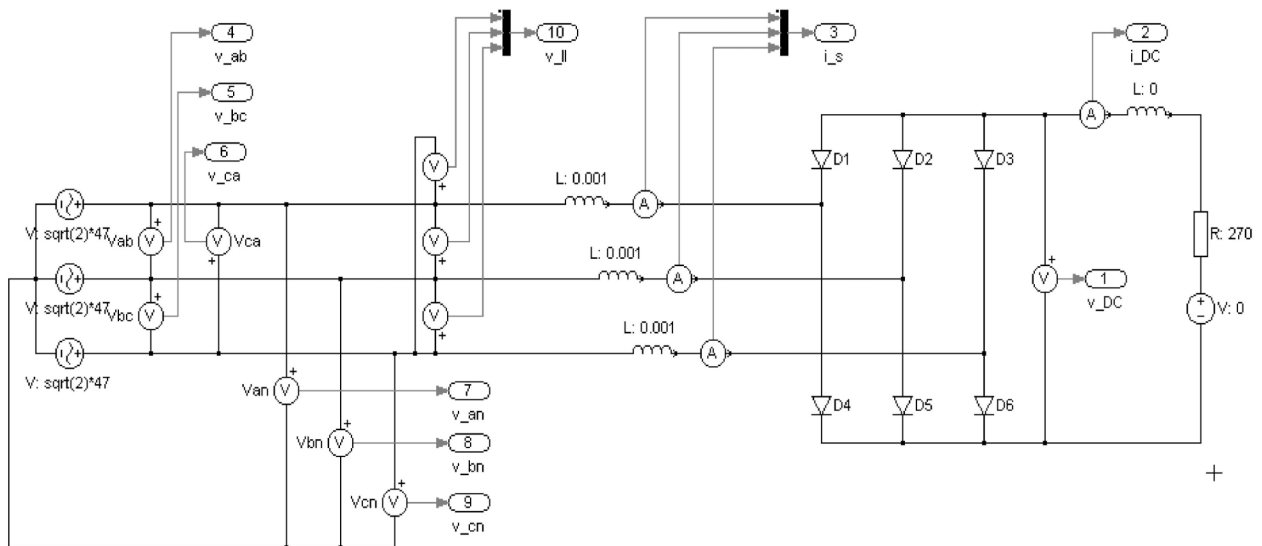 4
10
3
2
v_ab
v_ll
i_s
i_DC
5
L: 0
v_bc
A
6
D1
D2
D3
v_ca
V
+
L: 0.001
A
V: sqrt(2)*47
Vab
V
+
V
Vca
+
V
+
R: 270
L: 0.001
A
V
+
1
v_DC
V: sqrt(2)*47
Vbc
V
+
V
+
V: 0
L: 0.001
A
V: sqrt(2)*47
Van
V
+
7
v_an
D4
D5
D6
Vbn
V
+
8
v_bn
Vcn
V
+
9
v_cn